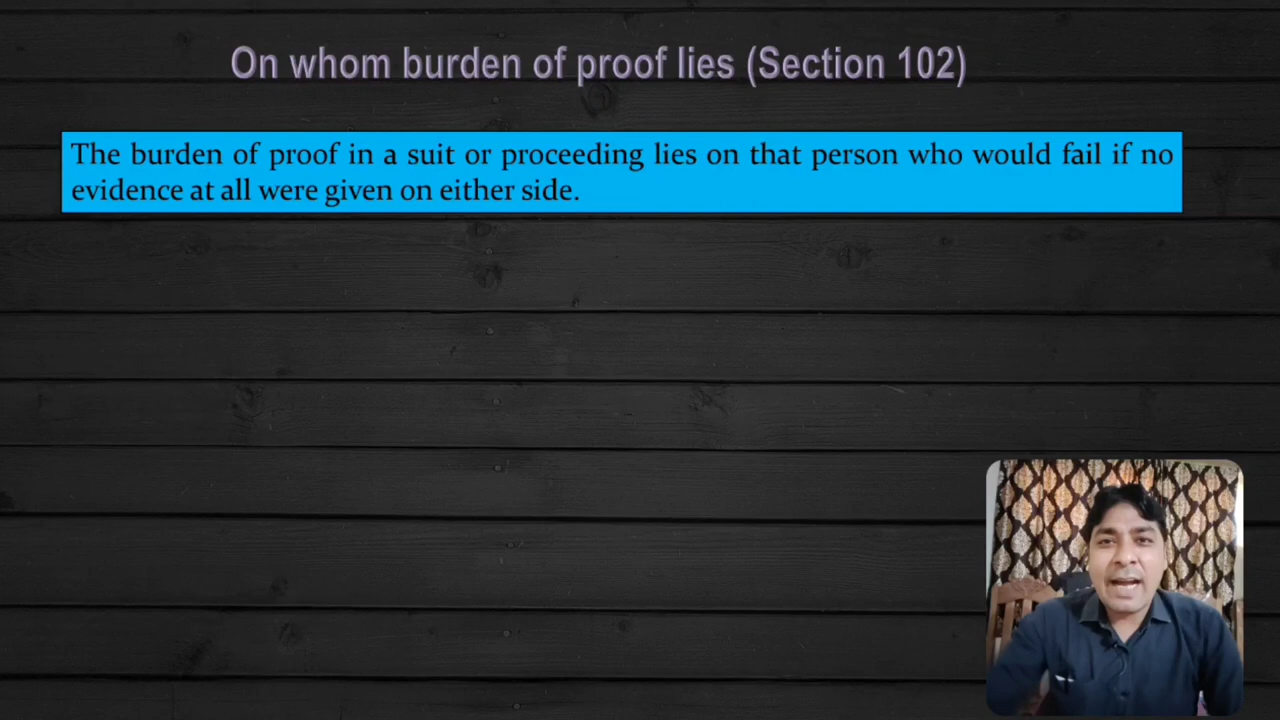 On whom burden of proof lies (Section 102)
The burden of proof in a suit or proceeding lies on that person who would fail if no
evidence at all were given on either side.